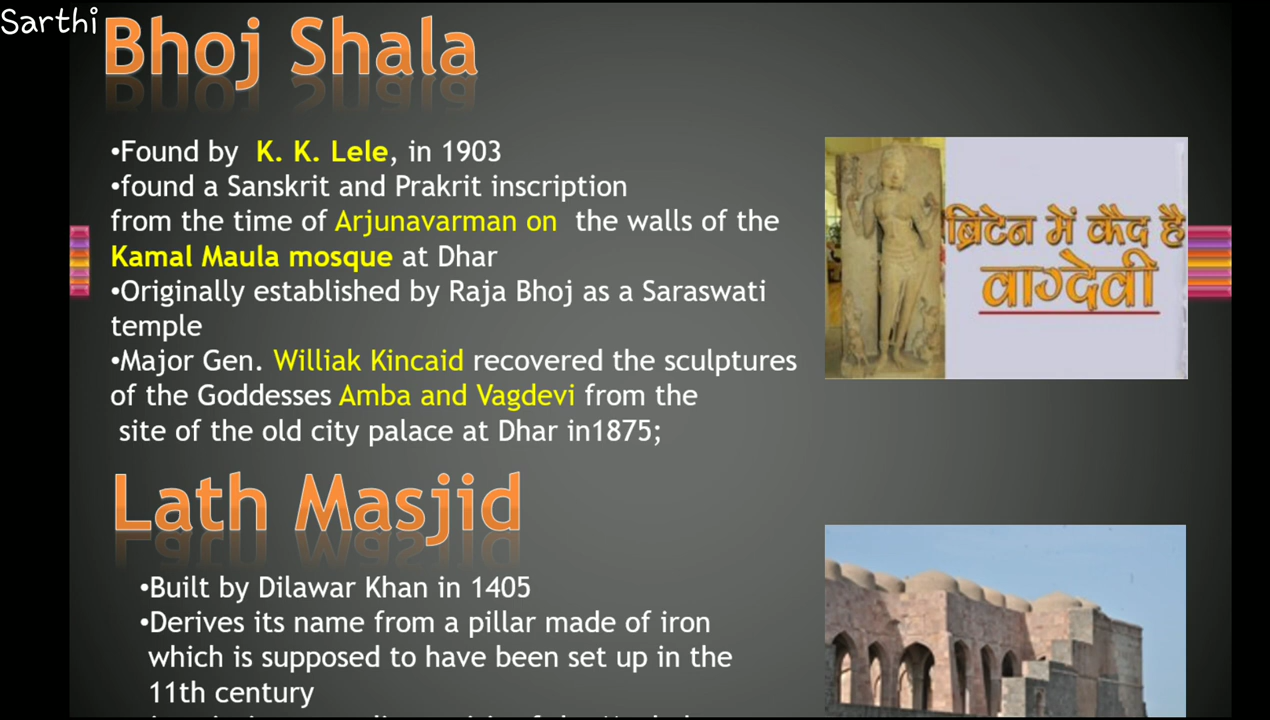 Sarthi
Bhoj Shala
•Found by K. K. Lele, in 1903
•found a Sanskrit and Prakrit inscription
from the time of Arjunavarman on the walls of the
Kamal Maula mosque at Dhar
•Originally established by Raja Bhoj as a Saraswati
temple
•Major Gen. Williak Kincaid recovered the sculptures
of the Goddesses Amba and Vagdevi from the
site of the old city palace at Dhar in1875;
ब्रिटेन में कैद है
वाग्देवी
Lath Masjid
•Built by Dilawar Khan in 1405
•Derives its name from a pillar made of iron
which is supposed to have been set up in the
11th century